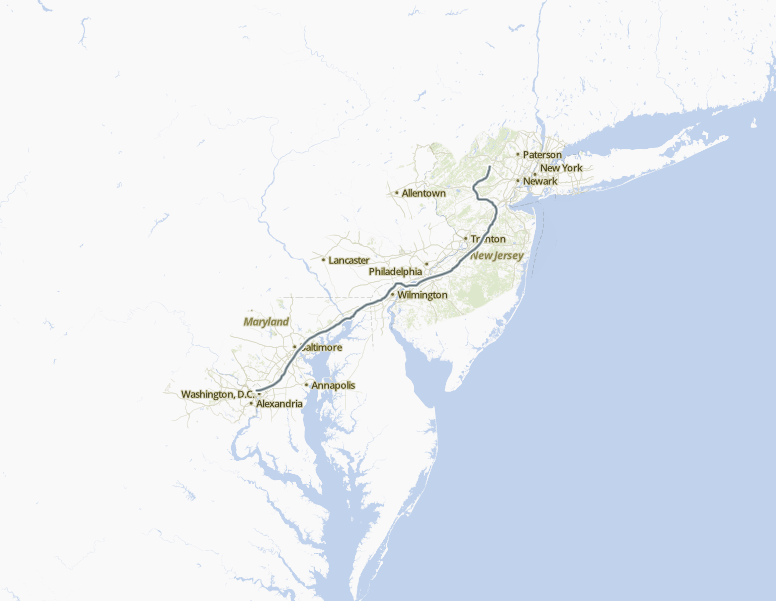 Paterson
New York
Newark
Allentown
Trenton
New Jersey
Lancaster
Philadelphia
Wilmington
Maryland
Baltimore
Annapolis
Washington, D.C.
Alexandria